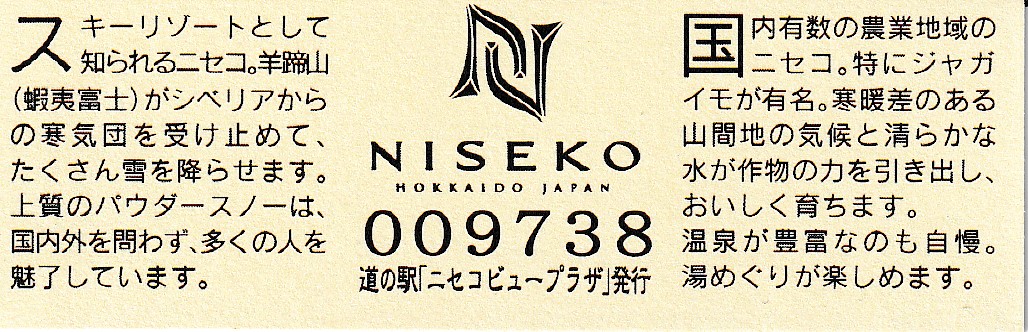 スキーリゾートとして
知られるニセコ。羊蹄山
（蝦夷富士）がシベリアから
の寒気団を受け止めて、
たくさん雪を降らせます。
上質のパウダースノーは、
国内外を問わず、多くの人を
魅了しています。
NISEKO
HOKKAIDO JAPAN
009738
道の駅「ニセコビュープラザ」発行
国内有数の農業地域の
ニセコ。特にジャガ
イモが有名。寒暖差のある
山間地の気候と清らかな
水が作物の力を引き出し、
おいしく育ちます。
温泉が豊富なのも自慢。
湯めぐりが楽しめます。